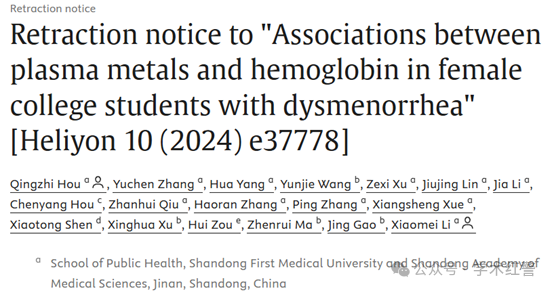 Retraction notice
Retraction notice to "Associations between
plasma metals and hemoglobin in female
college students with dysmenorrhea"
[Heliyon 10 (2024) e37778]
Qingzhi Hou a, Yuchen Zhang a, Hua Yang a, Yunjie Wang b, Zexi Xu a, Jiujing Lin a, Jia Li a,
Chenyang Hou c, Zhanhui Qiu a, Haoran Zhang a, Ping Zhang a, Xiangsheng Xue a,
Xiaotong Shen d, Xinghua Xu b, Hui Zou e, Zhenrui Ma b, Jing Gao b, Xiaomei Li a
a School of Public Health, Shandong First Medical University and Shandong Academy of
Medical Sciences, Jinan, Shandong, China
公众号 · 学术红警